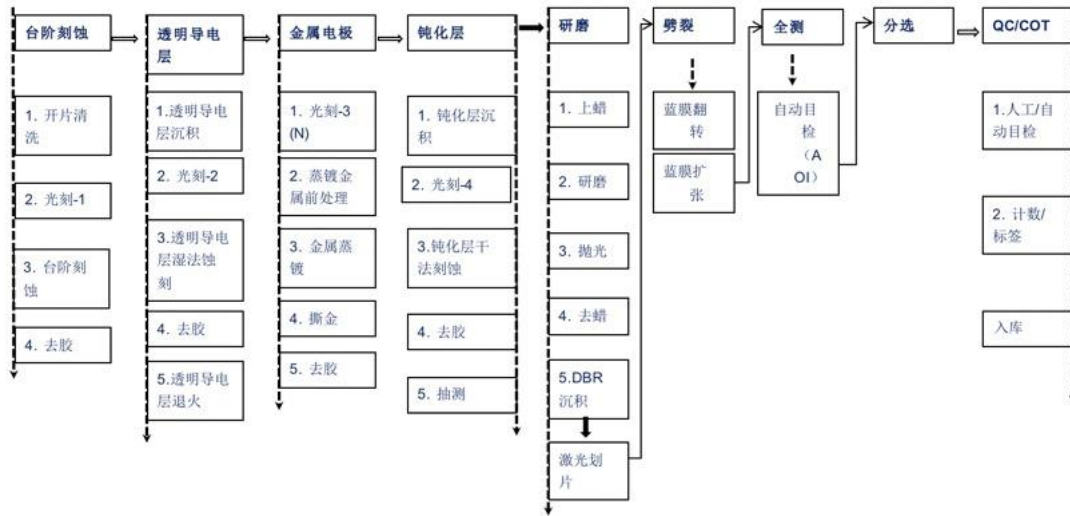 台阶刻蚀
1. 开片清
洗
2. 光刻-1
3. 台阶刻
蚀
4. 去胶
透明导电
层
1.透明导电
层沉积
2. 光刻-2
3.透明导电
层湿法蚀
刻
4. 去胶
5.透明导电
层退火
金属电极
1. 光刻-3
(N)
2. 蒸镀金
属前处理
3. 金属蒸
镀
4. 撕金
5. 去胶
钝化层
1. 钝化层沉
积
2. 光刻-4
3.钝化层干
法刻蚀
4. 去胶
5. 抽测
研磨
1. 上蜡
2. 研磨
3. 抛光
4. 去蜡
5.DBR
沉积
激光划
片
劈裂
蓝膜翻
转
蓝膜扩
张
全测
自动目
检
（A
OI）
分选
QC/COT
1.人工/自
动目检
2. 计数/
标签
入库